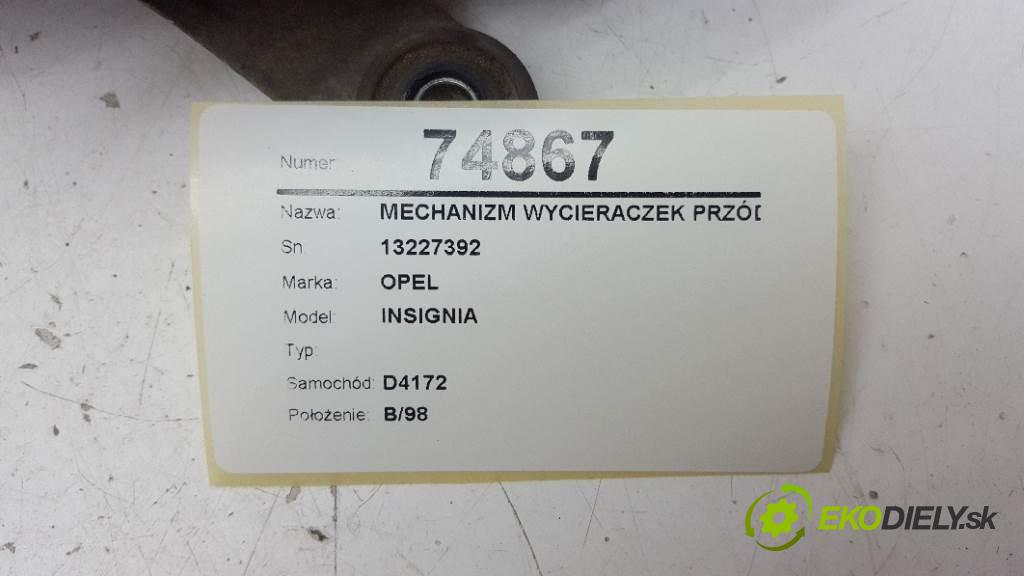 Numer: 74867
Nazwa: MECHANIZM WYCIERACZEK PRZÓD
Sn 13227392
Marka: OPEL
Model: INSIGNIA
Typ:
Samochód: D4172
Położenie: B/98
EKODIELY.sk